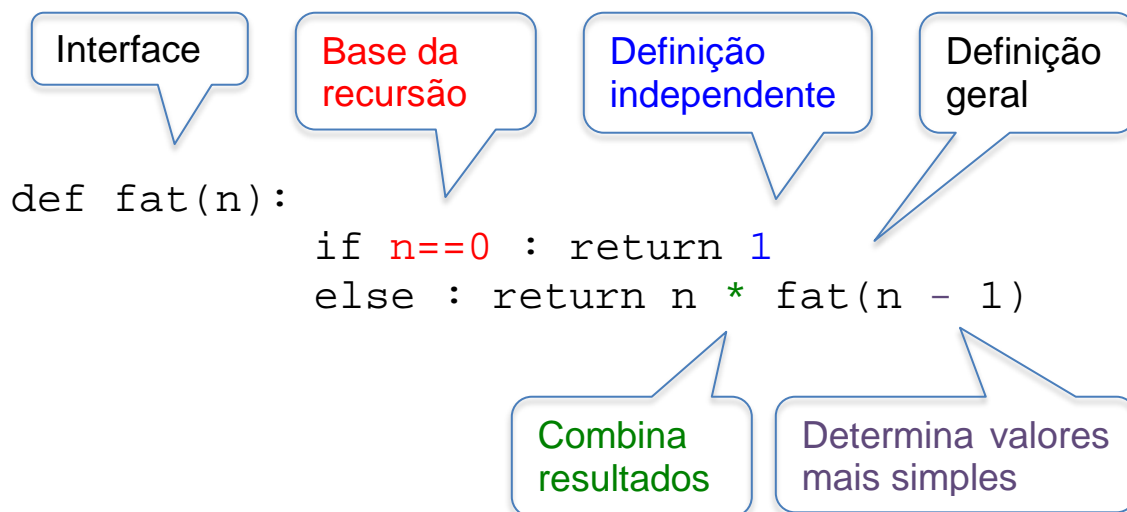 Interface
Base da
recursão
Definição
independente
Definição
geral
def fat(n):
if n==0 : return 1
else : return n * fat(n - 1)
Combina
resultados
Determina valores
mais simples